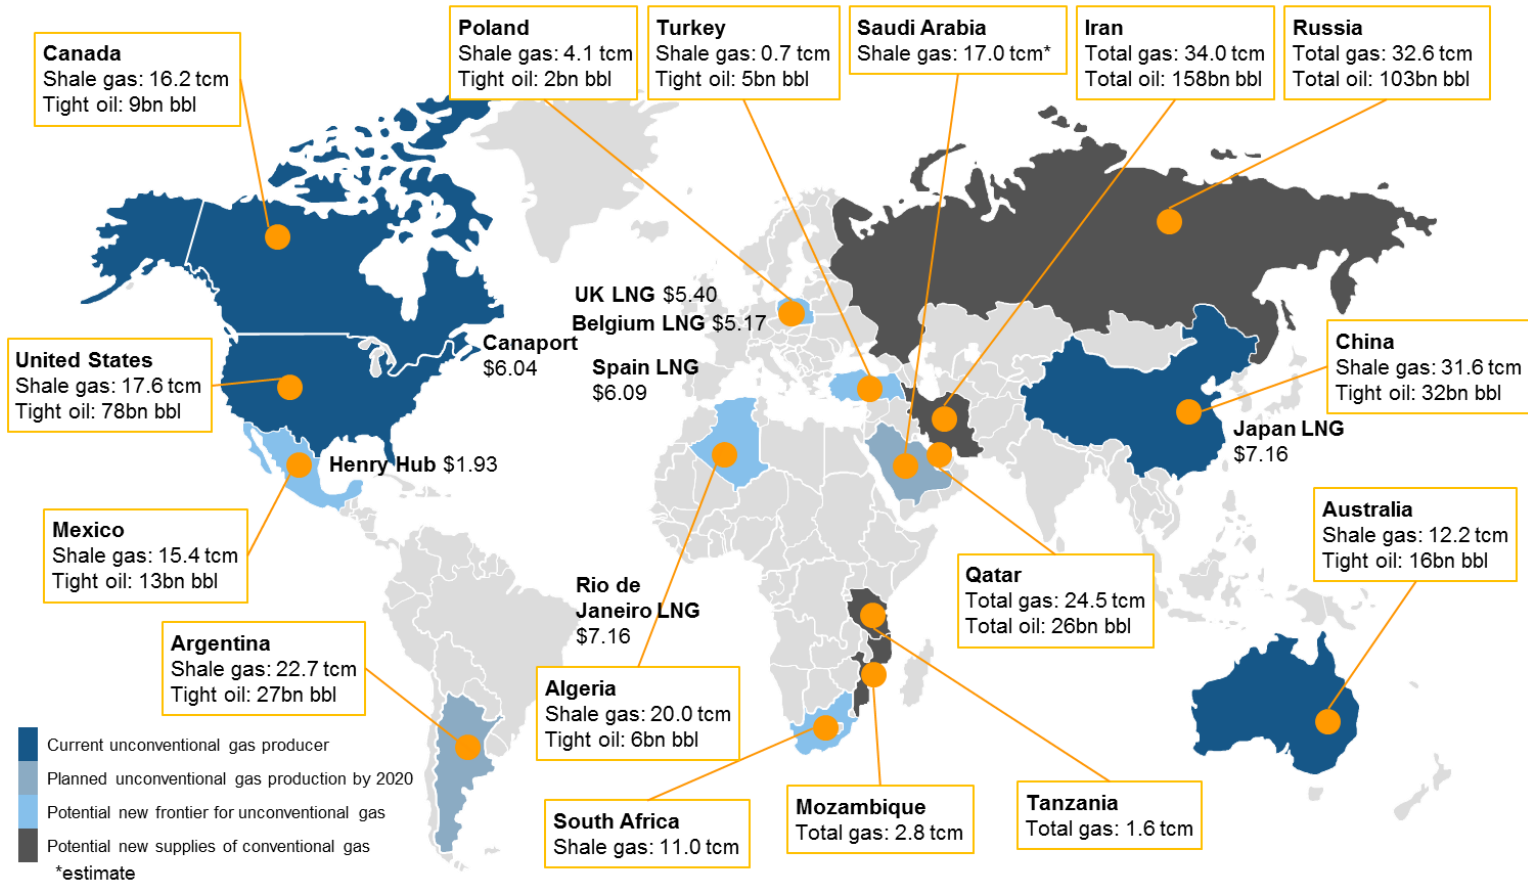 Canada
Shale gas: 16.2 tcm
Tight oil: 9bn bbl
Poland
Shale gas: 4.1 tcm
Tight oil: 2bn bbl
Turkey
Shale gas: 0.7 tcm
Tight oil: 5bn bbl
Saudi Arabia
Shale gas: 17.0 tcm*
Iran
Total gas: 34.0 tcm
Total oil: 158bn bbl
Russia
Total gas: 32.6 tcm
Total oil: 103bn bbl
UK LNG $5.40
Belgium LNG $5.17
Canaport
$6.04
Spain LNG
$6.09
United States
Shale gas: 17.6 tcm
Tight oil: 78bn bbl
China
Shale gas: 31.6 tcm
Tight oil: 32bn bbl
Japan LNG
$7.16
Henry Hub $1.93
Mexico
Shale gas: 15.4 tcm
Tight oil: 13bn bbl
Australia
Shale gas: 12.2 tcm
Tight oil: 16bn bbl
Qatar
Total gas: 24.5 tcm
Total oil: 26bn bbl
Rio de
Janeiro LNG
$7.16
Argentina
Shale gas: 22.7 tcm
Tight oil: 27bn bbl
Algeria
Shale gas: 20.0 tcm
Tight oil: 6bn bbl
South Africa
Shale gas: 11.0 tcm
Mozambique
Total gas: 2.8 tcm
Tanzania
Total gas: 1.6 tcm
Current unconventional gas producer
Planned unconventional gas production by 2020
Potential new frontier for unconventional gas
Potential new supplies of conventional gas
*estimate